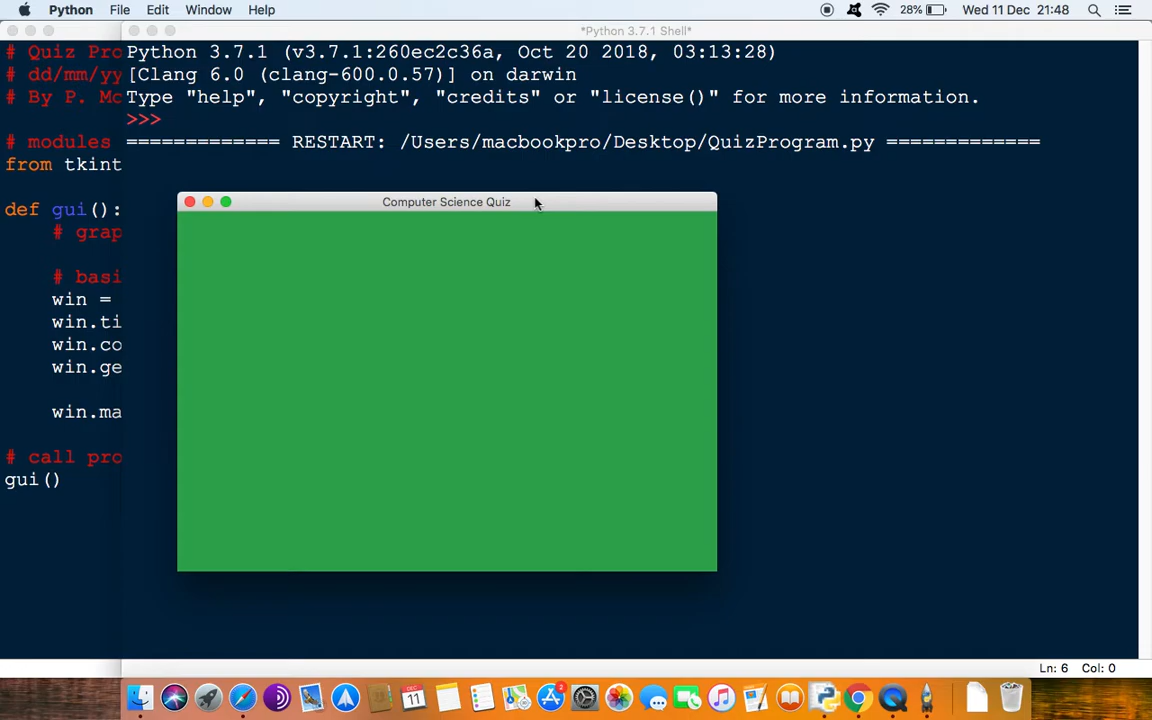 Python File Edit Window Help 28% Wed 11 Dec 21:48
*Python 3.7.1 Shell*
# Quiz Pro
# dd/mm/yy
# By P. Mc
# modules
from tkint
def gui():
# grap
# basi
win =
win.ti
win.co
win.ge
win.ma
# call pro
gui()
Python 3.7.1 (v3.7.1:260ec2c36a, Oct 20 2018, 03:13:28)
[Clang 6.0 (clang-600.0.57)] on darwin
Type "help", "copyright", "credits" or "license()" for more information.
>>>
============ RESTART: /Users/macbookpro/Desktop/QuizProgram.py ============
Computer Science Quiz
Ln: 6 Col: 0
DEC
11
2